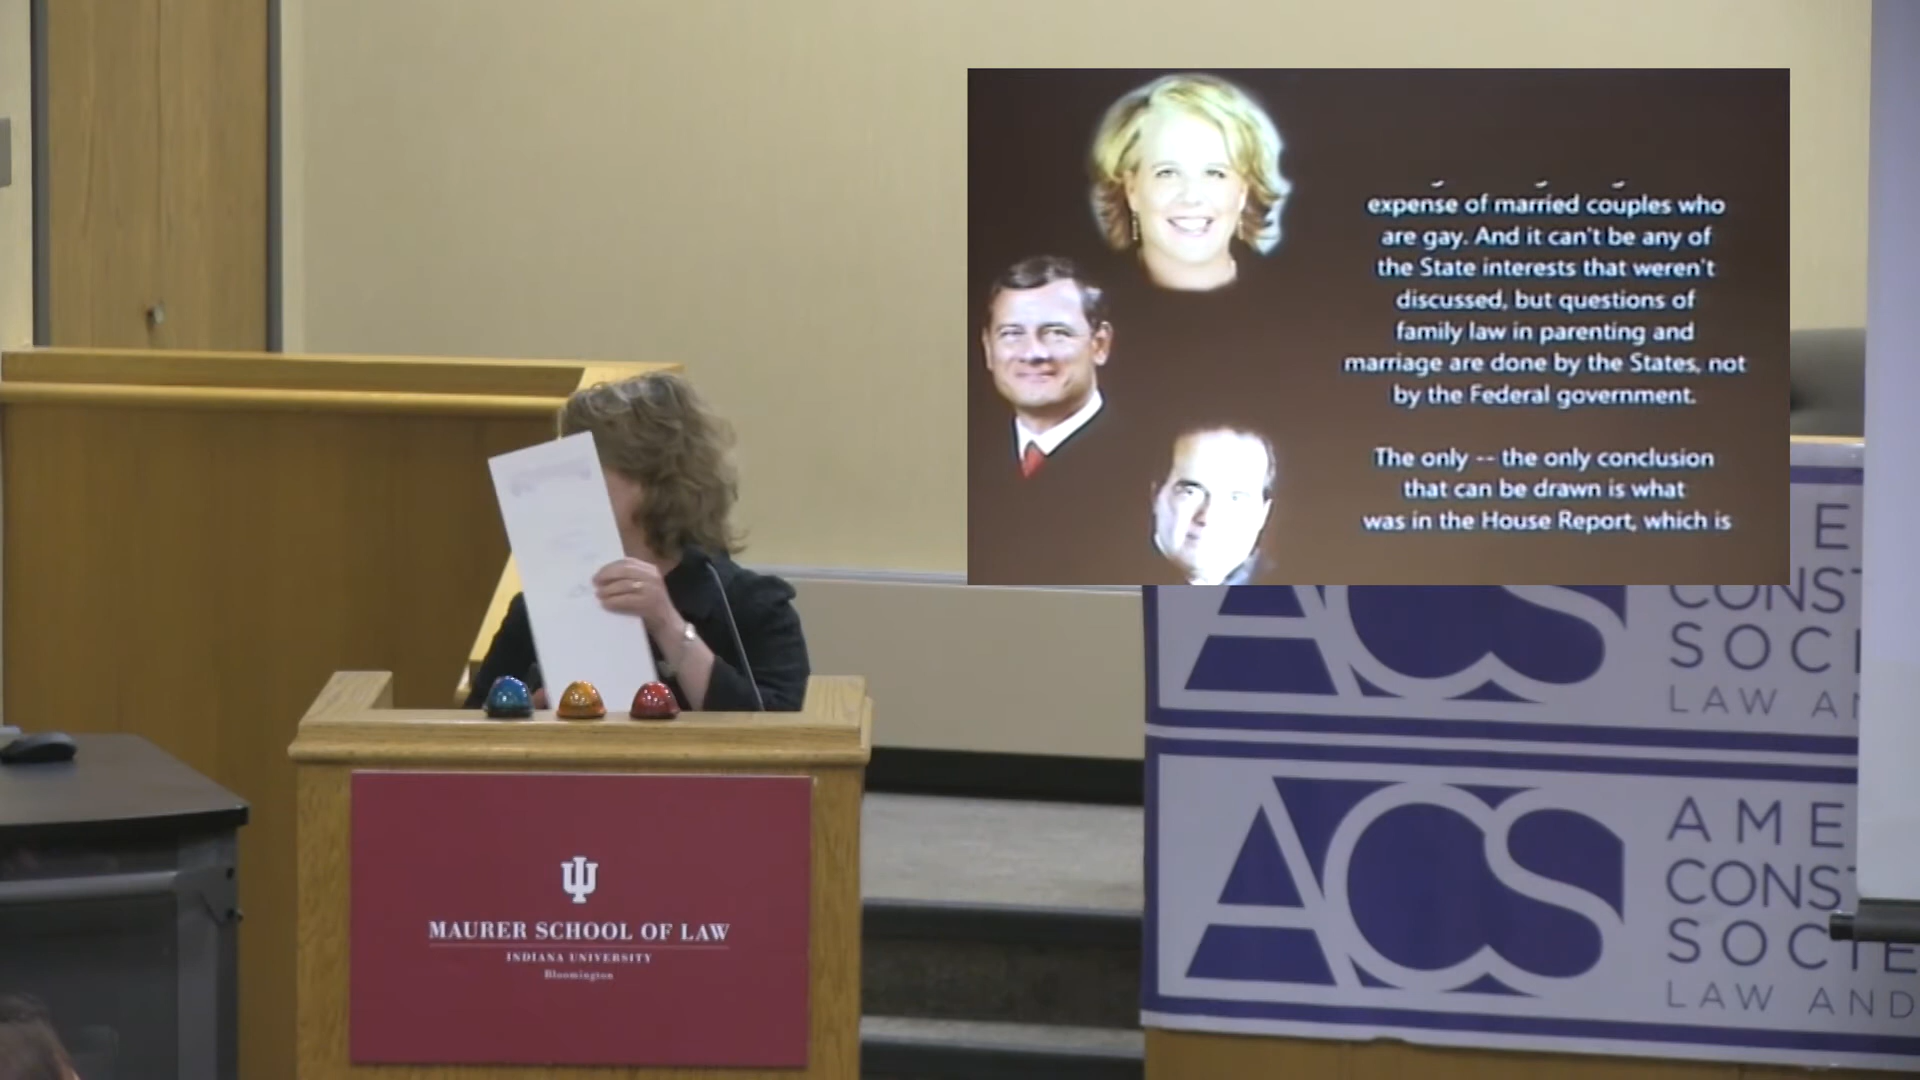 expense of married couples who
are gay. And it can't be any of
the State interests that weren't
discussed, but questions of
family law in parenting and
marriage are done by the States, not
by the Federal government.
The only -- the only conclusion
that can be drawn is what
was in the House Report, which is
E
ACS
CONST
SOCI
LAW AN
ACS
AME
CONST
SOCIE
LAW AND
MAURER SCHOOL OF LAW
INDIANA UNIVERSITY
Bloomington